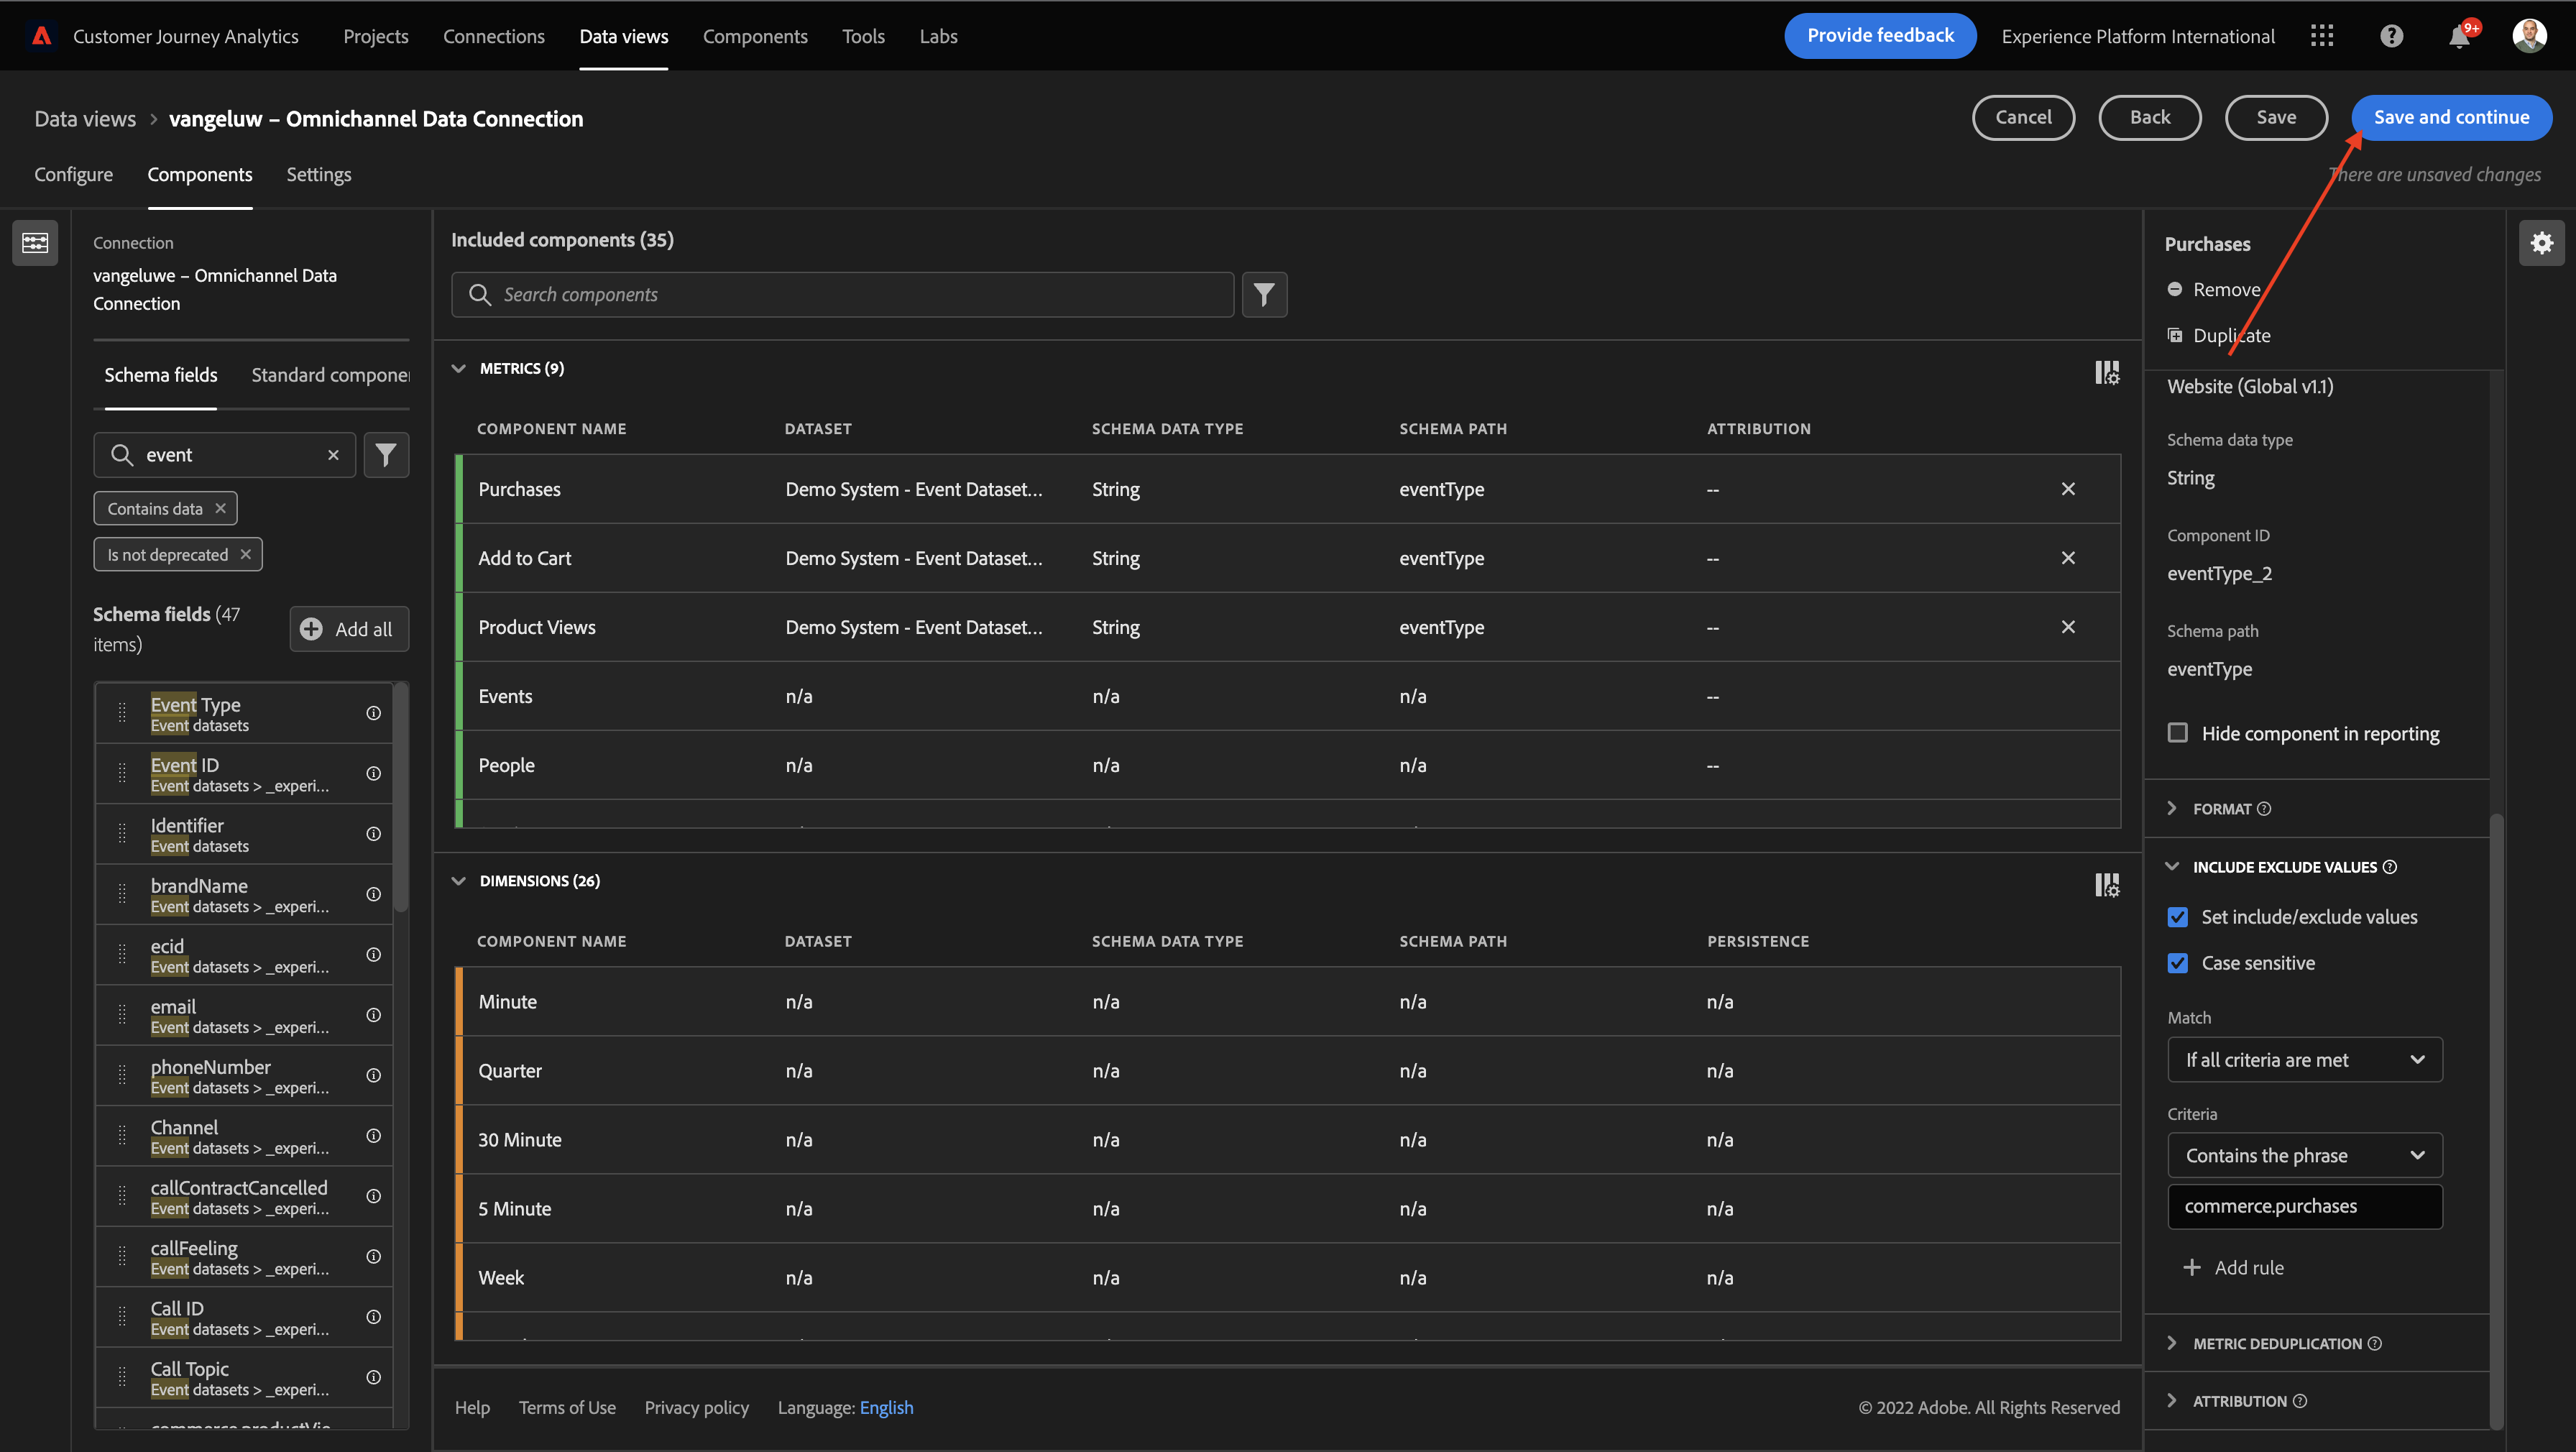 Customer Journey Analytics
Projects
Connections
Data views
Components
Tools
Labs
Provide feedback
Experience Platform International
9+
Data views > vangeluw – Omnichannel Data Connection
Cancel
Back
Save
Save and continue
Configure
Components
Settings
There are unsaved changes
Connection
vangeluwe – Omnichannel Data
Connection
Schema fields
Standard componen
event
Contains data
Is not deprecated
Schema fields (47
items)
Add all
Event Type
Event datasets
Event ID
Event datasets > _experi...
Identifier
Event datasets
brandName
Event datasets > _experi...
ecid
Event datasets > _experi...
email
Event datasets > _experi...
phoneNumber
Event datasets > _experi...
Channel
Event datasets > _experi...
callContractCancelled
Event datasets > _experi...
callFeeling
Event datasets > _experi...
Call ID
Event datasets > _experi...
Call Topic
Event datasets > _experi...
Included components (35)
Search components
METRICS (9)
COMPONENT NAME DATASET SCHEMA DATA TYPE SCHEMA PATH ATTRIBUTION
Purchases Demo System - Event Dataset... String eventType --
Add to Cart Demo System - Event Dataset... String eventType --
Product Views Demo System - Event Dataset... String eventType --
Events n/a n/a n/a --
People n/a n/a n/a --
DIMENSIONS (26)
COMPONENT NAME DATASET SCHEMA DATA TYPE SCHEMA PATH PERSISTENCE
Minute n/a n/a n/a n/a
Quarter n/a n/a n/a n/a
30 Minute n/a n/a n/a n/a
5 Minute n/a n/a n/a n/a
Week n/a n/a n/a n/a
Help
Terms of Use
Privacy policy
Language: English
© 2022 Adobe. All Rights Reserved
Purchases
Remove
Duplicate
Website (Global v1.1)
Schema data type
String
Component ID
eventType_2
Schema path
eventType
Hide component in reporting
FORMAT
INCLUDE EXCLUDE VALUES
Set include/exclude values
Case sensitive
Match
If all criteria are met
Criteria
Contains the phrase
commerce.purchases
Add rule
METRIC DEDUPLICATION
ATTRIBUTION